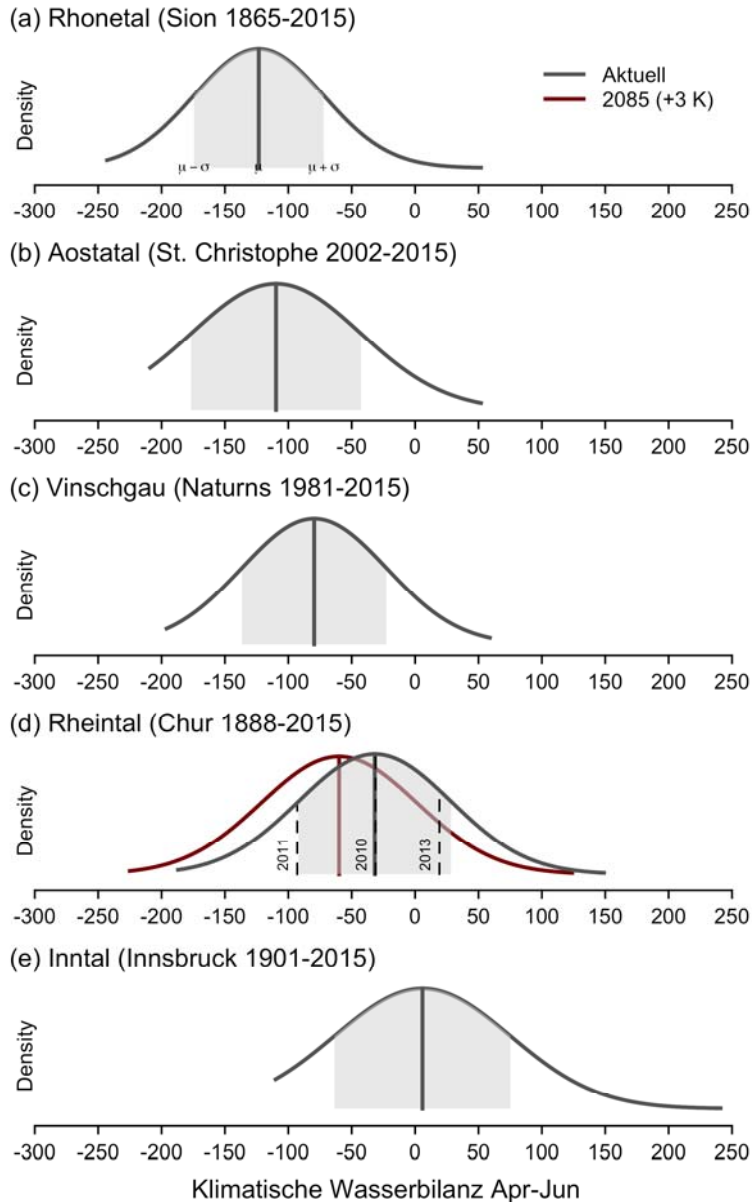 (a) Rhonetal (Sion 1865-2015)
Aktuell
2085 (+3 K)
Density
μ − σ μ μ + σ
-300 -250 -200 -150 -100 -50 0 50 100 150 200 250
(b) Aostatal (St. Christophe 2002-2015)
Density
-300 -250 -200 -150 -100 -50 0 50 100 150 200 250
(c) Vinschgau (Naturns 1981-2015)
Density
-300 -250 -200 -150 -100 -50 0 50 100 150 200 250
(d) Rheintal (Chur 1888-2015)
Density
2011 2010 2013
-300 -250 -200 -150 -100 -50 0 50 100 150 200 250
(e) Inntal (Innsbruck 1901-2015)
Density
-300 -250 -200 -150 -100 -50 0 50 100 150 200 250
Klimatische Wasserbilanz Apr-Jun